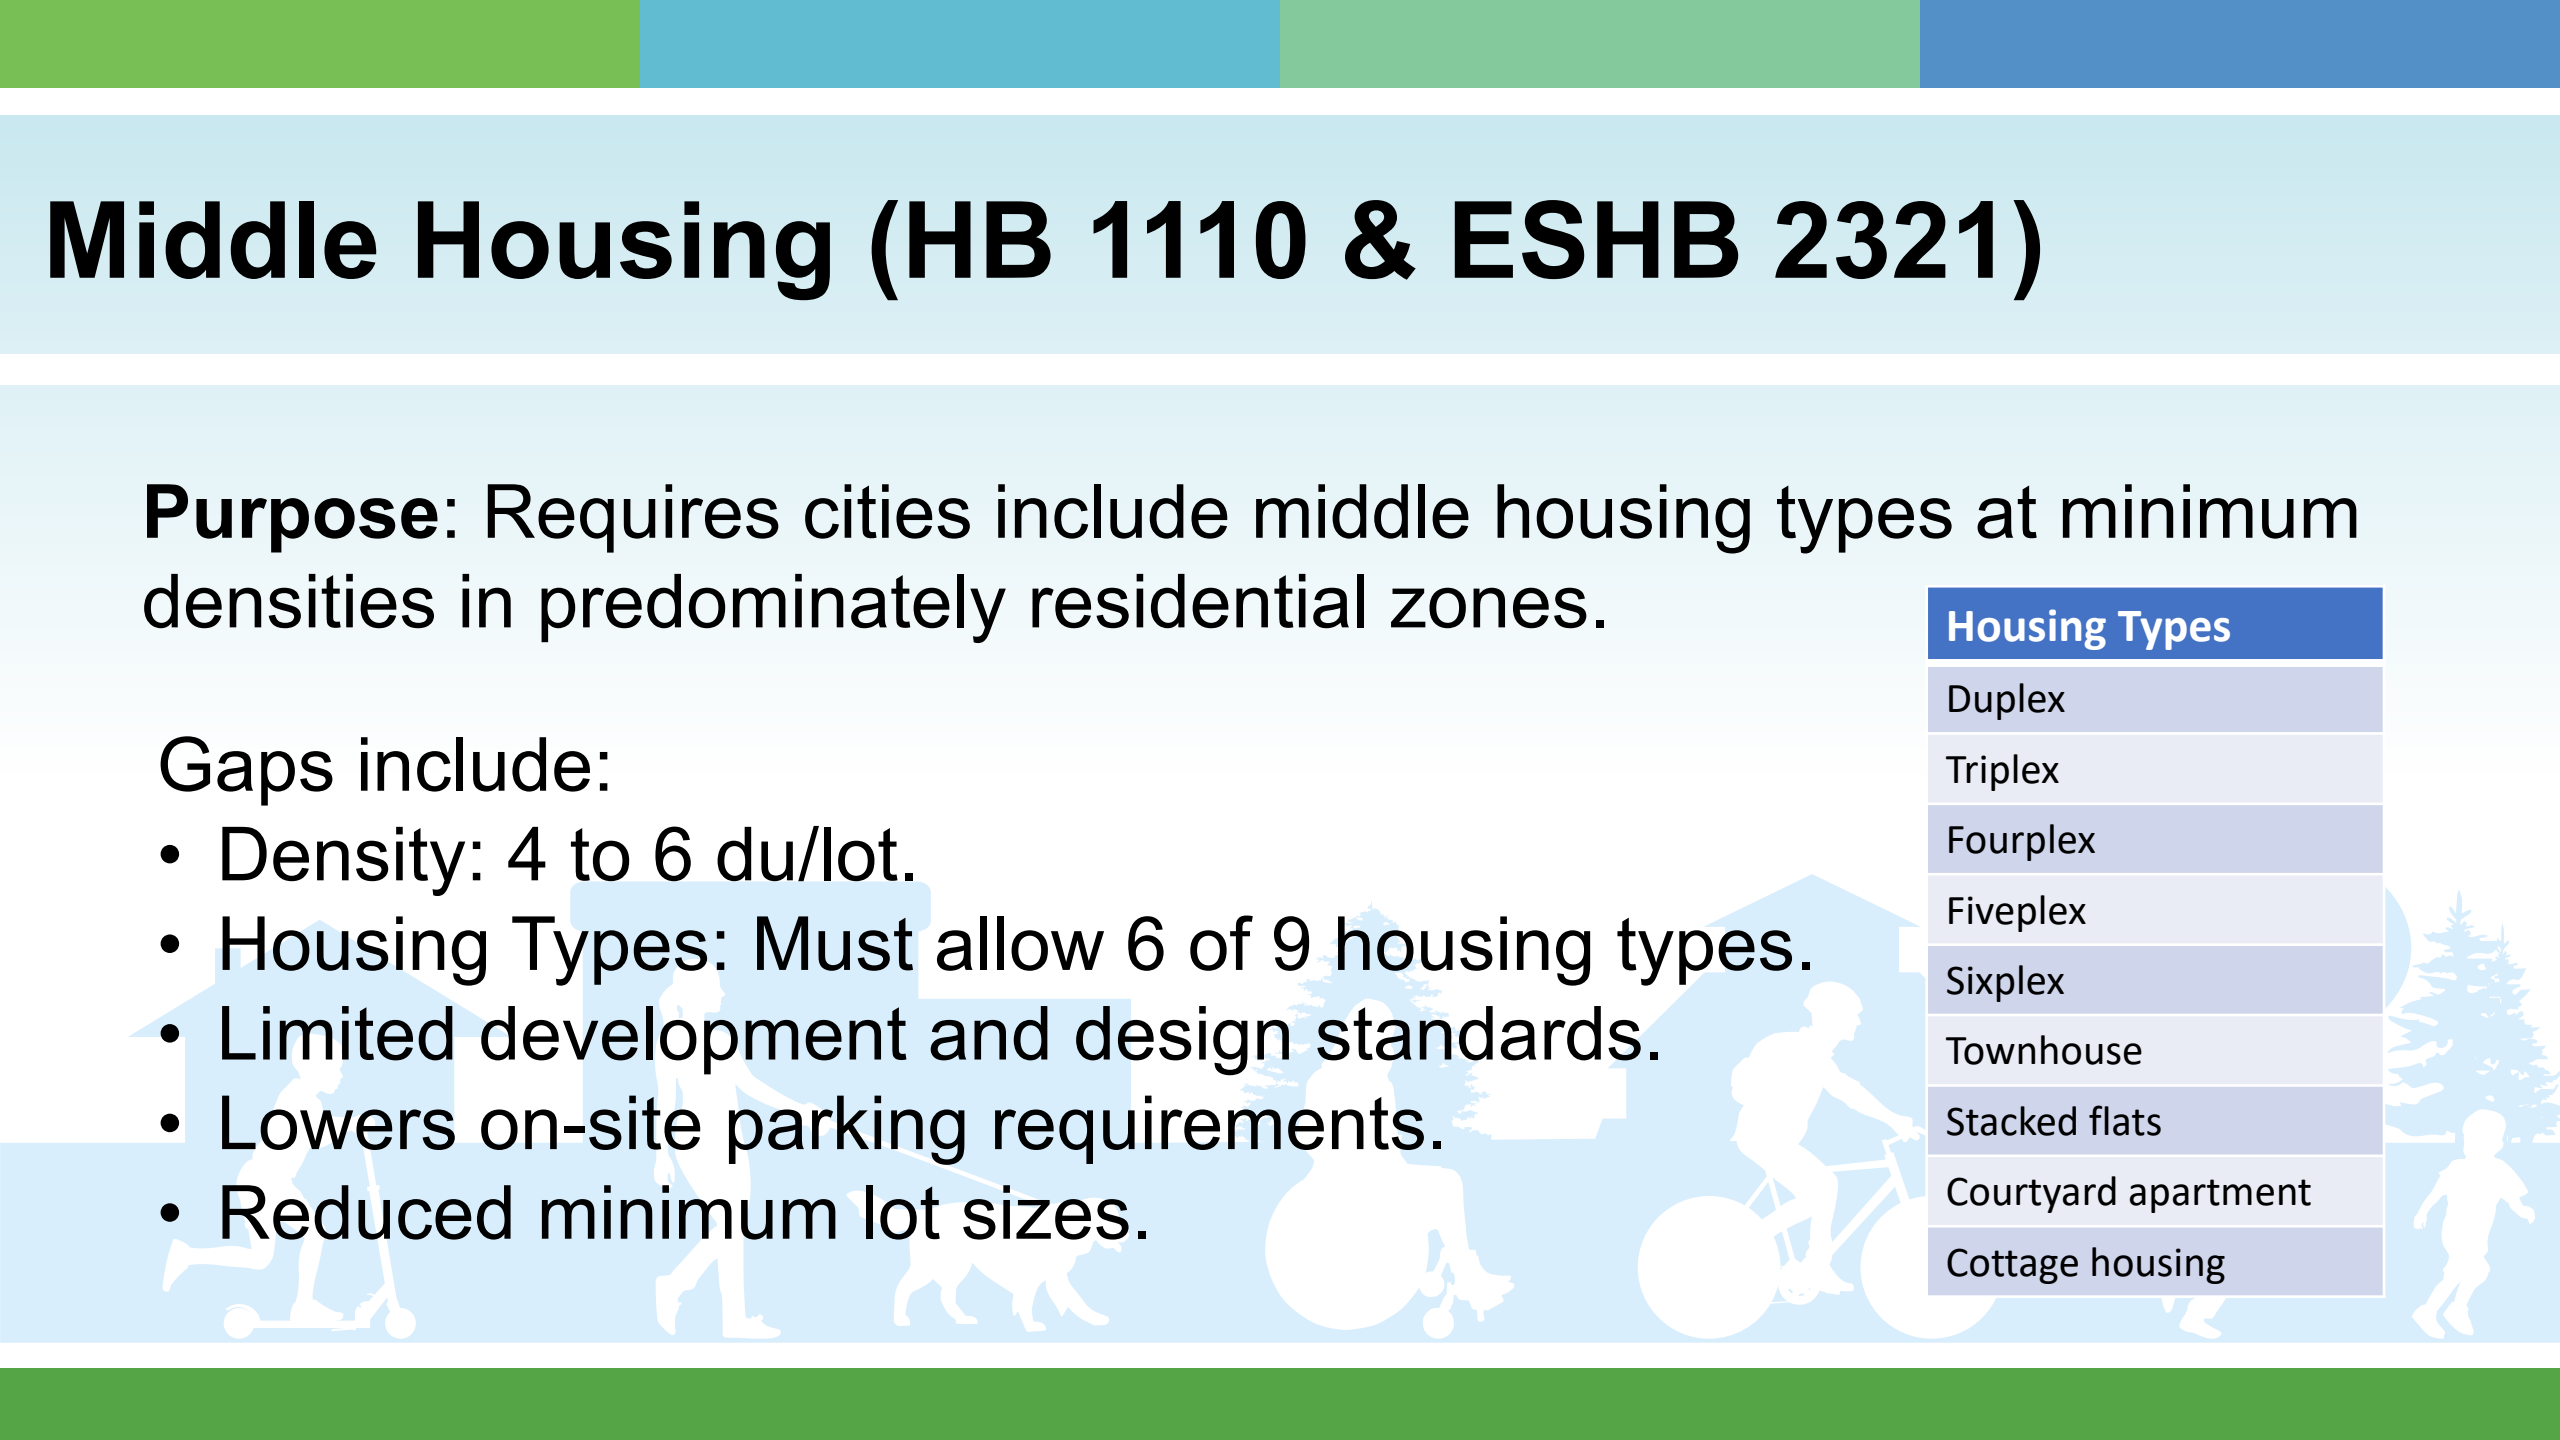 Middle Housing (HB 1110 & ESHB 2321)
Purpose: Requires cities include middle housing types at minimum
densities in predominately residential zones.
Gaps include:
• Density: 4 to 6 du/lot.
• Housing Types: Must allow 6 of 9 housing types.
• Limited development and design standards.
• Lowers on-site parking requirements.
• Reduced minimum lot sizes.
Housing Types
Duplex
Triplex
Fourplex
Fiveplex
Sixplex
Townhouse
Stacked flats
Courtyard apartment
Cottage housing